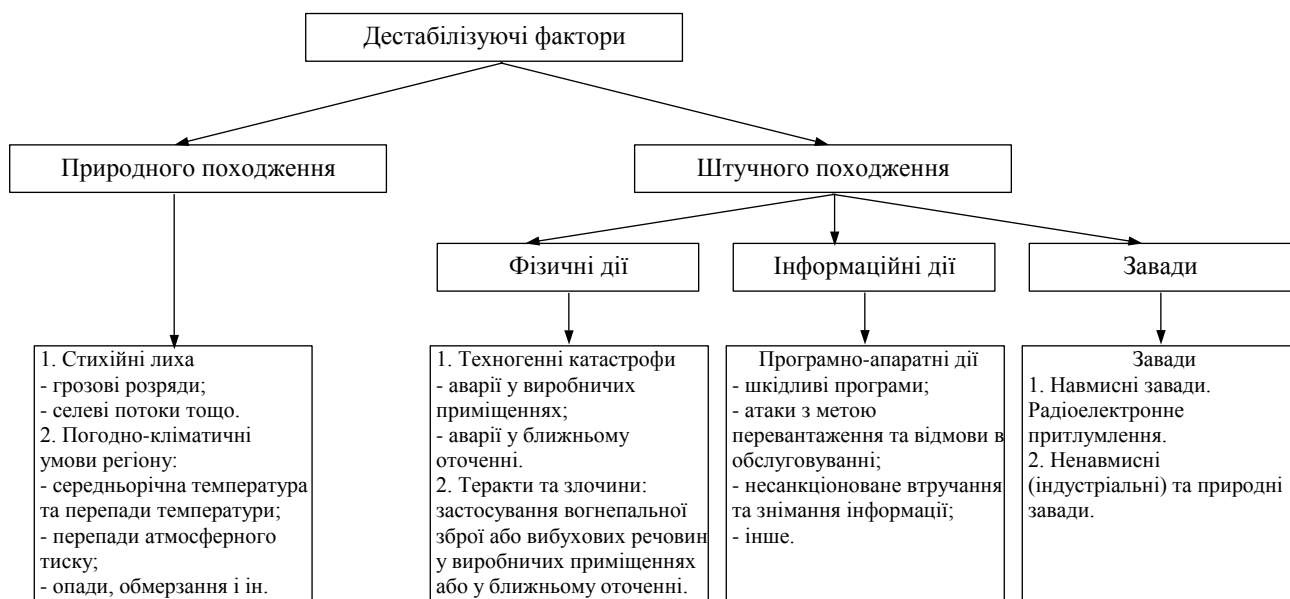 Дестабілізуючі фактори
Природного походження
Штучного походження
Фізичні дії
Інформаційні дії
Завади
1. Стихійні лиха
- грозові розряди;
- селеві потоки тощо.
2. Погодно-кліматичні
умови регіону:
- середньорічна температура
та перепади температури;
- перепади атмосферного
тиску;
- опади, обмерзання і ін.
1. Техногенні катастрофи
- аварії у виробничих
приміщеннях;
- аварії у ближньому
оточенні.
2. Теракти та злочини:
застосування вогнепальної
зброї або вибухових речовин
у виробничих приміщеннях
або у ближньому оточенні.
Програмно-апаратні дії
- шкідливі програми;
- атаки з метою
перевантаження та відмови в
обслуговуванні;
- несанкціоноване втручання
та знімання інформації;
- інше.
Завади
1. Навмисні завади.
Радіоелектронне
притлумлення.
2. Ненавмисні
(індустріальні) та природні
завади.